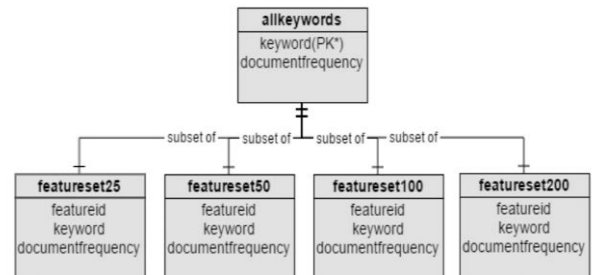 allkeywords
keyword(PK*)
documentfrequency
subset of subset of subset of subset of
featureset25
featureid
keyword
documentfrequency
featureset50
featureid
keyword
documentfrequency
featureset100
featureid
keyword
documentfrequency
featureset200
featureid
keyword
documentfrequency